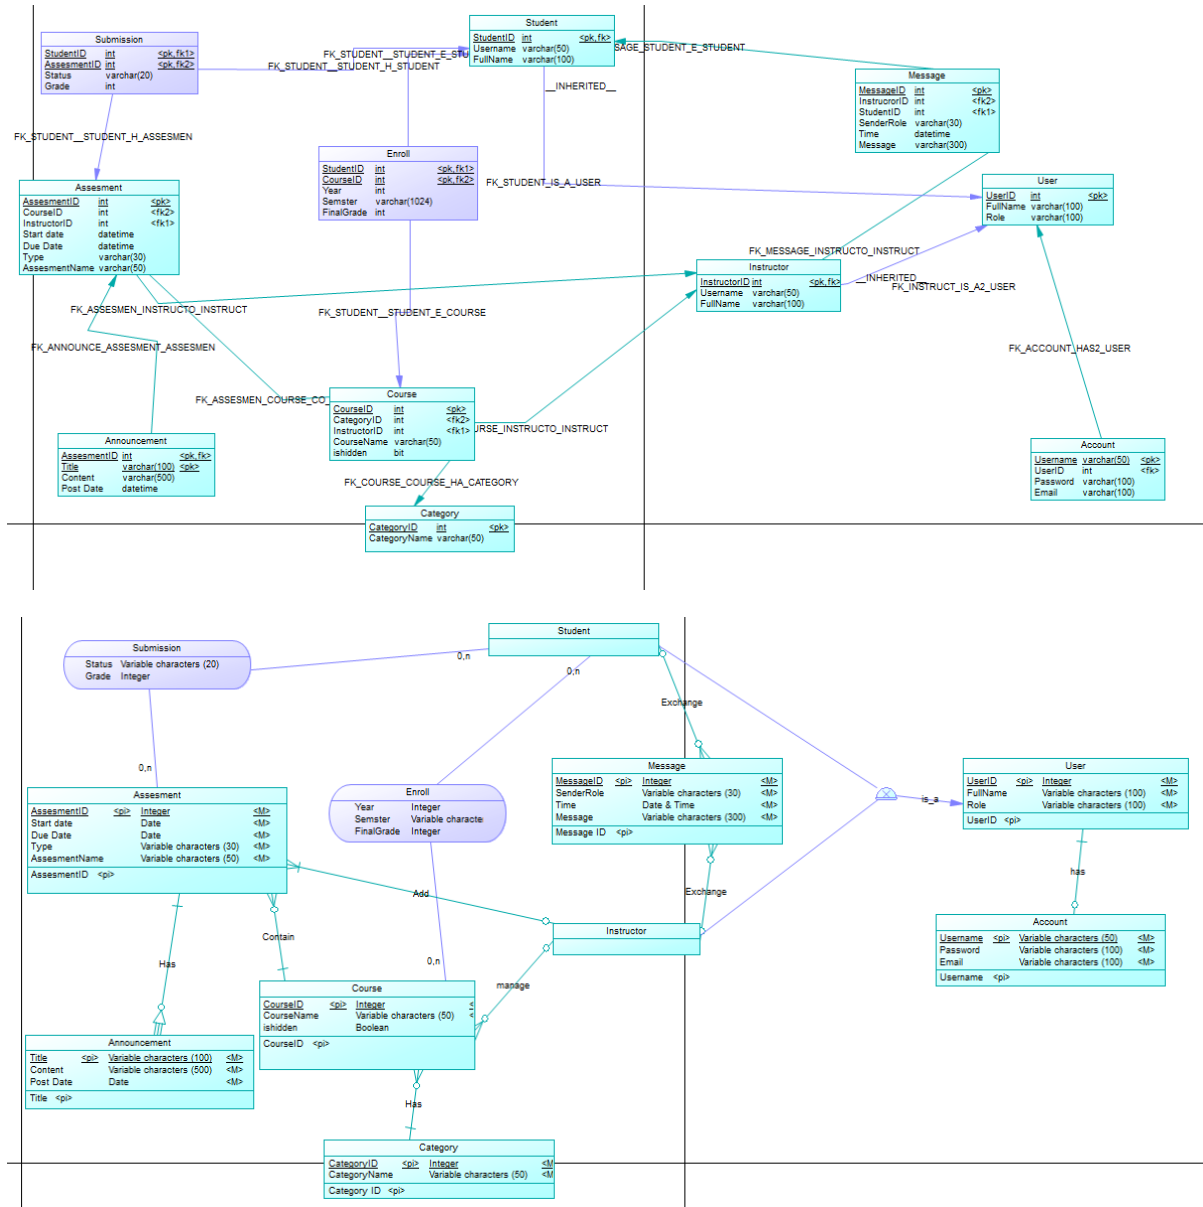 Student
StudentID int <pk,fk>
Username varchar(50)
FullName varchar(100)
Submission
StudentID int <pk,fk1>
AssesmentID int <pk,fk2>
Status varchar(20)
Grade int
FK_STUDENT__STUDENT_E_STU
FK_STUDENT__STUDENT_H_STUDENT
SAGE_STUDENT_E_STUDENT
__INHERITED__
Message
MessageID int <pk>
InstrucrorID int <fk2>
StudentID int <fk1>
SenderRole varchar(30)
Time datetime
Message varchar(300)
FK_STUDENT__STUDENT_H_ASSESMEN
Enroll
StudentID int <pk,fk1>
CourseID int <pk,fk2>
Year int
Semster varchar(1024)
FinalGrade int
FK_STUDENT_IS_A_USER
User
UserID int <pk>
FullName varchar(100)
Role varchar(100)
Assesment
AssesmentID int <pk>
CourseID int <fk2>
InstructorID int <fk1>
Start date datetime
Due Date datetime
Type varchar(30)
AssesmentName varchar(50)
FK_MESSAGE_INSTRUCTO_INSTRUCT
Instructor
InstructorID int <pk,fk>
Username varchar(50)
FullName varchar(100)
__INHERITED__
FK_INSTRUCT_IS_A2_USER
FK_ASSESMEN_INSTRUCTO_INSTRUCT
FK_STUDENT__STUDENT_E_COURSE
FK_ANNOUNCE_ASSESMENT_ASSESMEN
FK_ACCOUNT_HAS2_USER
FK_ASSESMEN_COURSE_CO_
Course
CourseID int <pk>
CategoryID int <fk2>
InstructorID int <fk1>
CourseName varchar(50)
ishidden bit
URSE_INSTRUCTO_INSTRUCT
Announcement
AssesmentID int <pk,fk>
Title varchar(100) <pk>
Content varchar(500)
Post Date datetime
Account
Username varchar(50) <pk>
UserID int <fk>
Password varchar(100)
Email varchar(100)
FK_COURSE_COURSE_HA_CATEGORY
Category
CategoryID int <pk>
CategoryName varchar(50)
Student
Submission
Status Variable characters (20)
Grade Integer
0,n
0,n
Exchange
0,n
Message
MessageID <pi> Integer <M>
SenderRole Variable characters (30) <M>
Time Date & Time <M>
Message Variable characters (300) <M>
Message ID <pi>
User
UserID <pi> Integer <M>
FullName Variable characters (100) <M>
Role Variable characters (100) <M>
UserID <pi>
is_a
Assesment
AssesmentID <pi> Integer <M>
Start date Date <M>
Due Date Date <M>
Type Variable characters (30) <M>
AssesmentName Variable characters (50) <M>
AssesmentID <pi>
Enroll
Year Integer
Semster Variable characte
FinalGrade Integer
has
Add
Exchange
Instructor
Account
Username <pi> Variable characters (50) <M>
Password Variable characters (100) <M>
Email Variable characters (100) <M>
Username <pi>
Contain
Has
0,n
manage
Course
CourseID <pi> Integer
CourseName Variable characters (50)
ishidden Boolean
CourseID <pi>
Announcement
Title <pi> Variable characters (100) <M>
Content Variable characters (500) <M>
Post Date Date <M>
Title <pi>
Has
Category
CategoryID <pi> Integer <M
CategoryName Variable characters (50) <M
Category ID <pi>